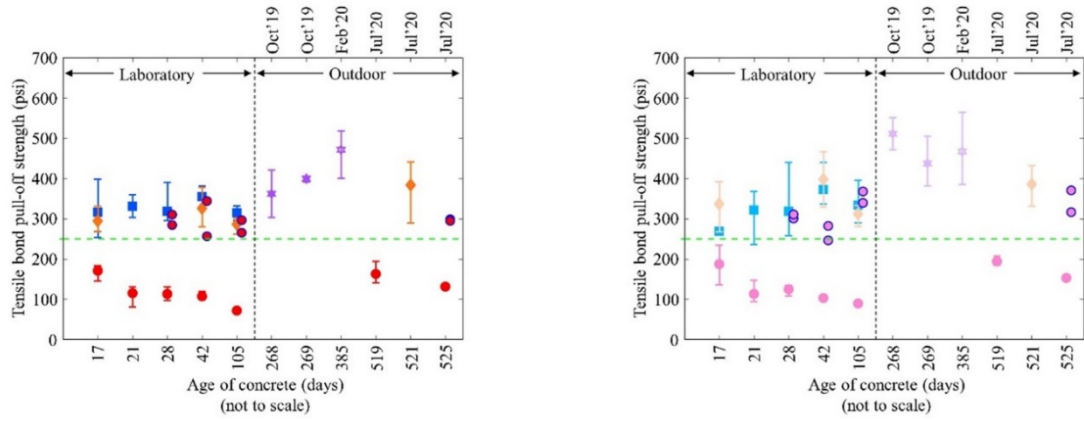 Oct'19
Oct'19
Feb'20
Jul'20
Jul'20
Jul'20
700
600
500
400
300
200
100
0
Tensile bond pull-off strength (psi)
Laboratory
Outdoor
17
21
28
42
105
268
269
385
519
521
525
Age of concrete (days)
(not to scale)
Oct'19
Oct'19
Feb'20
Jul'20
Jul'20
Jul'20
700
600
500
400
300
200
100
0
Tensile bond pull-off strength (psi)
Laboratory
Outdoor
17
21
28
42
105
268
269
385
519
521
525
Age of concrete (days)
(not to scale)